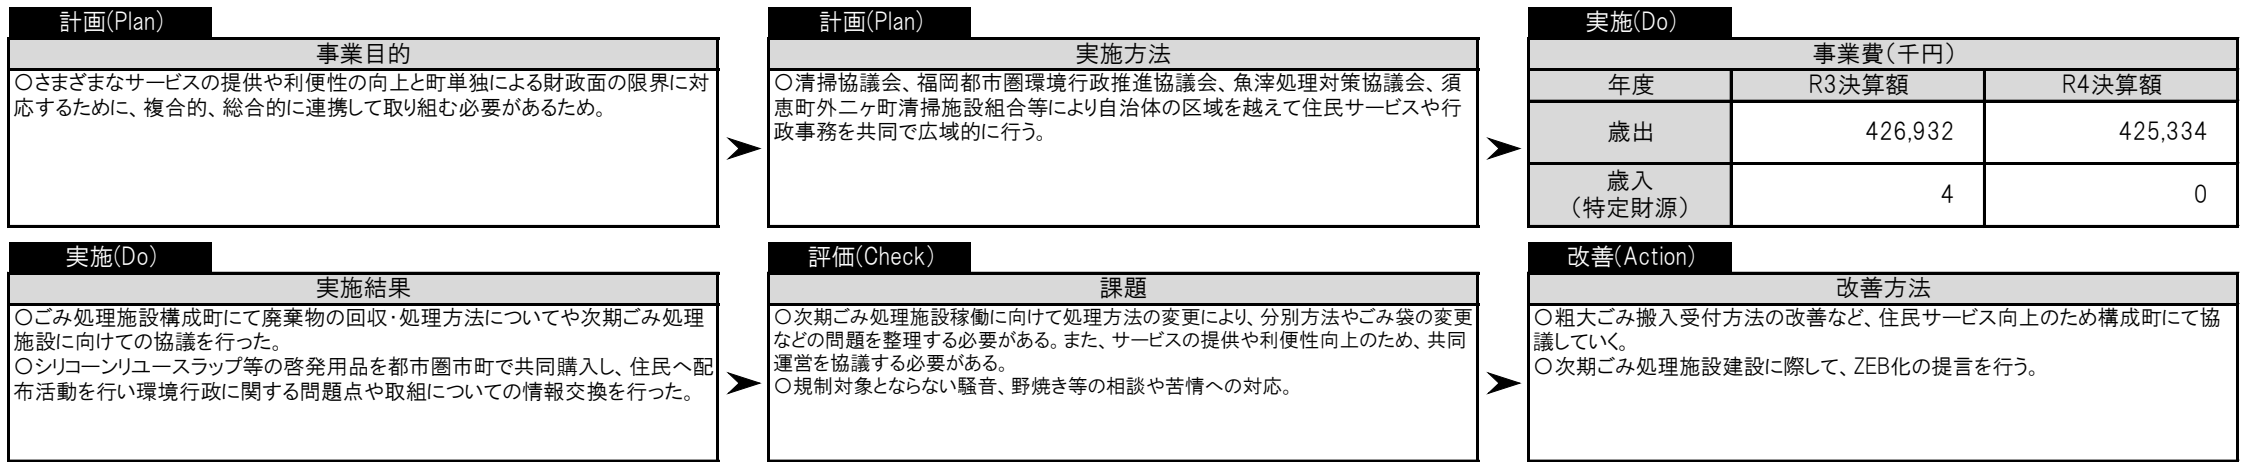 計画(Plan)
事業目的
○さまざまなサービスの提供や利便性の向上と町単独による財政面の限界に対
応するために、複合的、総合的に連携して取り組む必要があるため。
計画(Plan)
実施方法
○清掃協議会、福岡都市圏環境行政推進協議会、魚滓処理対策協議会、須
恵町外二ヶ町清掃施設組合等により自治体の区域を越えて住民サービスや行
政事務を共同で広域的に行う。
実施(Do)
事業費(千円)
年度 R3決算額 R4決算額
歳出 426,932 425,334
歳入
(特定財源) 4 0
実施(Do)
実施結果
○ごみ処理施設構成町にて廃棄物の回収・処理方法についてや次期ごみ処理
施設に向けての協議を行った。
○シリコーンリユースラップ等の啓発用品を都市圏市町で共同購入し、住民へ配
布活動を行い環境行政に関する問題点や取組についての情報交換を行った。
評価(Check)
課題
○次期ごみ処理施設稼働に向けて処理方法の変更により、分別方法やごみ袋の変更
などの問題を整理する必要がある。また、サービスの提供や利便性向上のため、共同
運営を協議する必要がある。
○規制対象とならない騒音、野焼き等の相談や苦情への対応。
改善(Action)
改善方法
○粗大ごみ搬入受付方法の改善など、住民サービス向上のため構成町にて協
議していく。
○次期ごみ処理施設建設に際して、ZEB化の提言を行う。